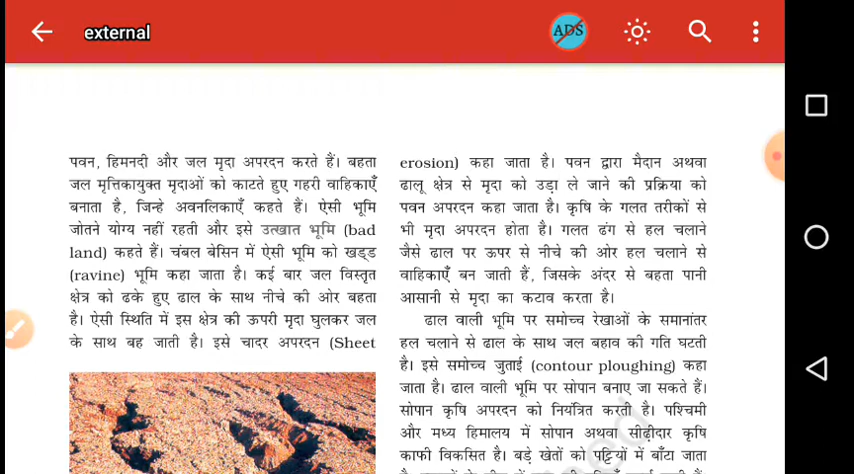 external
ADS
पवन, हिमनदी और जल मृदा अपरदन करते हैं। बहता
जल मृत्तिकायुक्त मृदाओं को काटते हुए गहरी वाहिकाएँ
बनाता है, जिन्हे अवनलिकाएँ कहते हैं। ऐसी भूमि
जोतने योग्य नहीं रहती और इसे उत्खात भूमि (bad
land) कहते हैं। चंबल बेसिन में ऐसी भूमि को खड्ड
(ravine) भूमि कहा जाता है। कई बार जल विस्तृत
क्षेत्र को ढके हुए ढाल के साथ नीचे की ओर बहता
है। ऐसी स्थिति में इस क्षेत्र की ऊपरी मृदा घुलकर जल
के साथ बह जाती है। इसे चादर अपरदन (Sheet
erosion) कहा जाता है। पवन द्वारा मैदान अथवा
ढालू क्षेत्र से मृदा को उड़ा ले जाने की प्रक्रिया को
पवन अपरदन कहा जाता है। कृषि के गलत तरीकों से
भी मृदा अपरदन होता है। गलत ढंग से हल चलाने
जैसे ढाल पर ऊपर से नीचे की ओर हल चलाने से
वाहिकाएँ बन जाती हैं, जिसके अंदर से बहता पानी
आसानी से मृदा का कटाव करता है।
ढाल वाली भूमि पर समोच्च रेखाओं के समानांतर
हल चलाने से ढाल के साथ जल बहाव की गति घटती
है। इसे समोच्च जुताई (contour ploughing) कहा
जाता है। ढाल वाली भूमि पर सोपान बनाए जा सकते हैं।
सोपान कृषि अपरदन को नियंत्रित करती है। पश्चिमी
और मध्य हिमालय में सोपान अथवा सीढ़ीदार कृषि
काफी विकसित है। बड़े खेतों को पट्टियों में बाँटा जाता